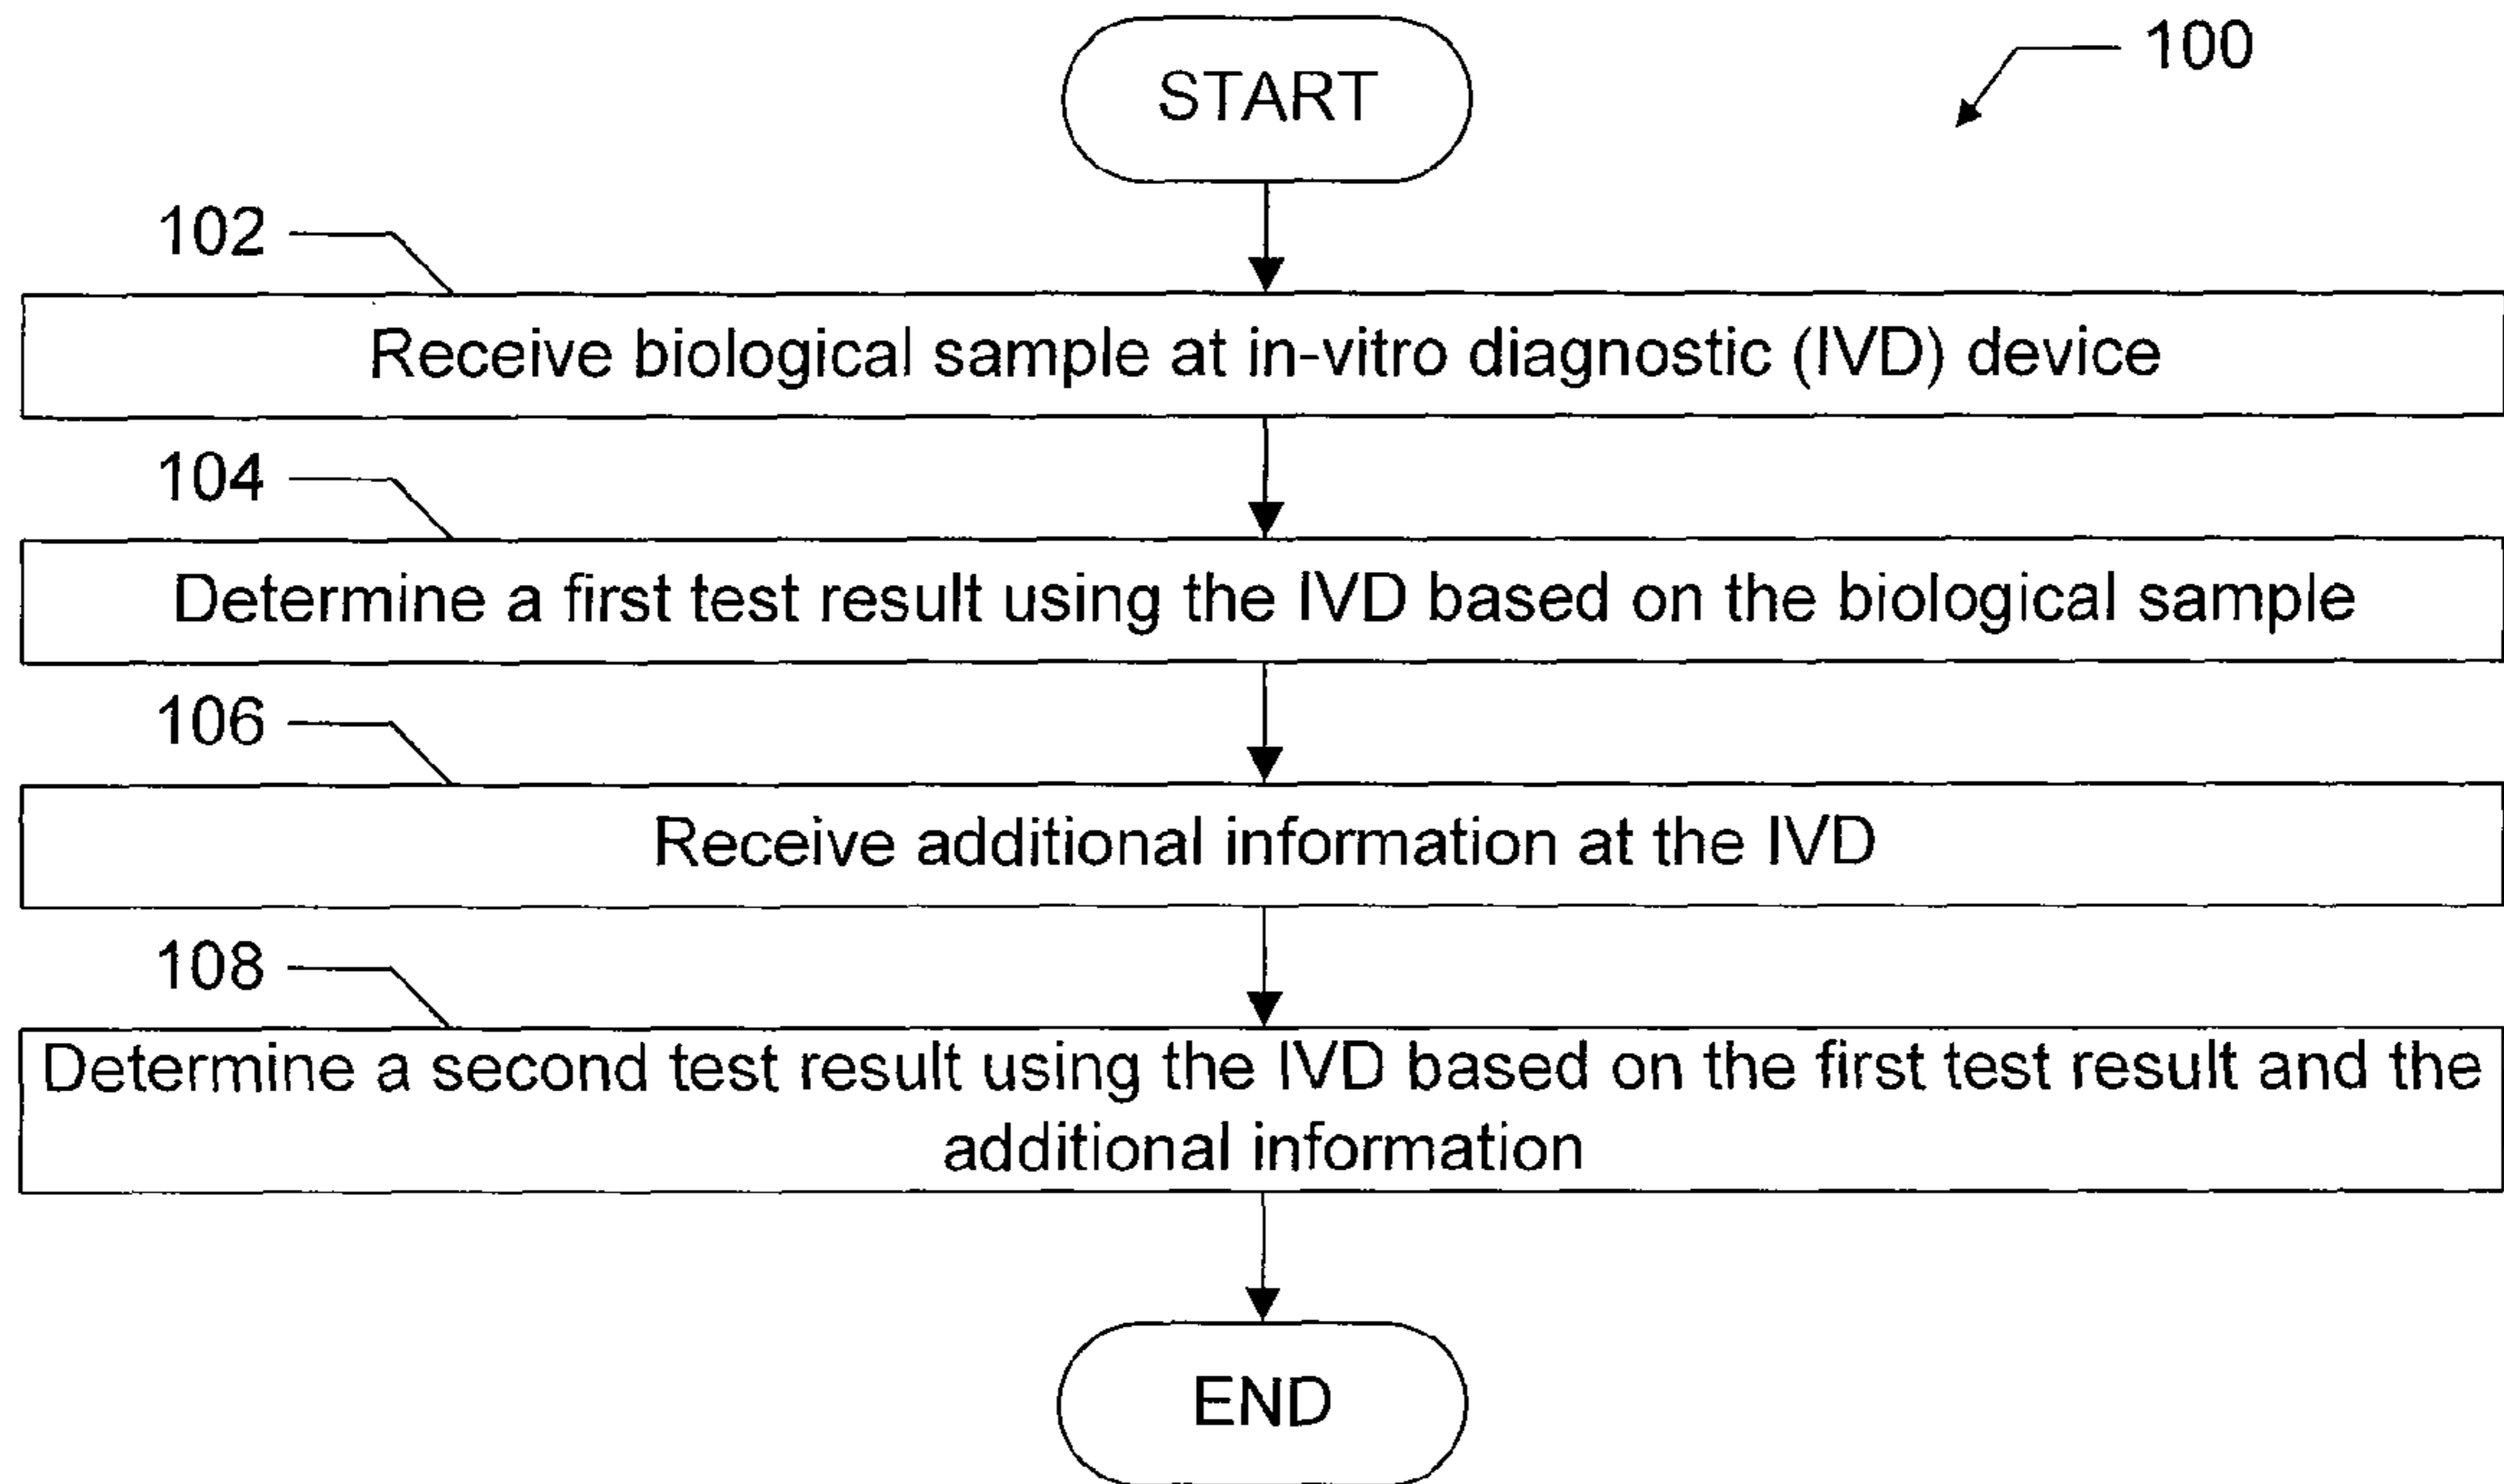 START
100
102
Receive biological sample at in-vitro diagnostic (IVD) device
104
Determine a first test result using the IVD based on the biological sample
106
Receive additional information at the IVD
108
Determine a second test result using the IVD based on the first test result and the
additional information
END